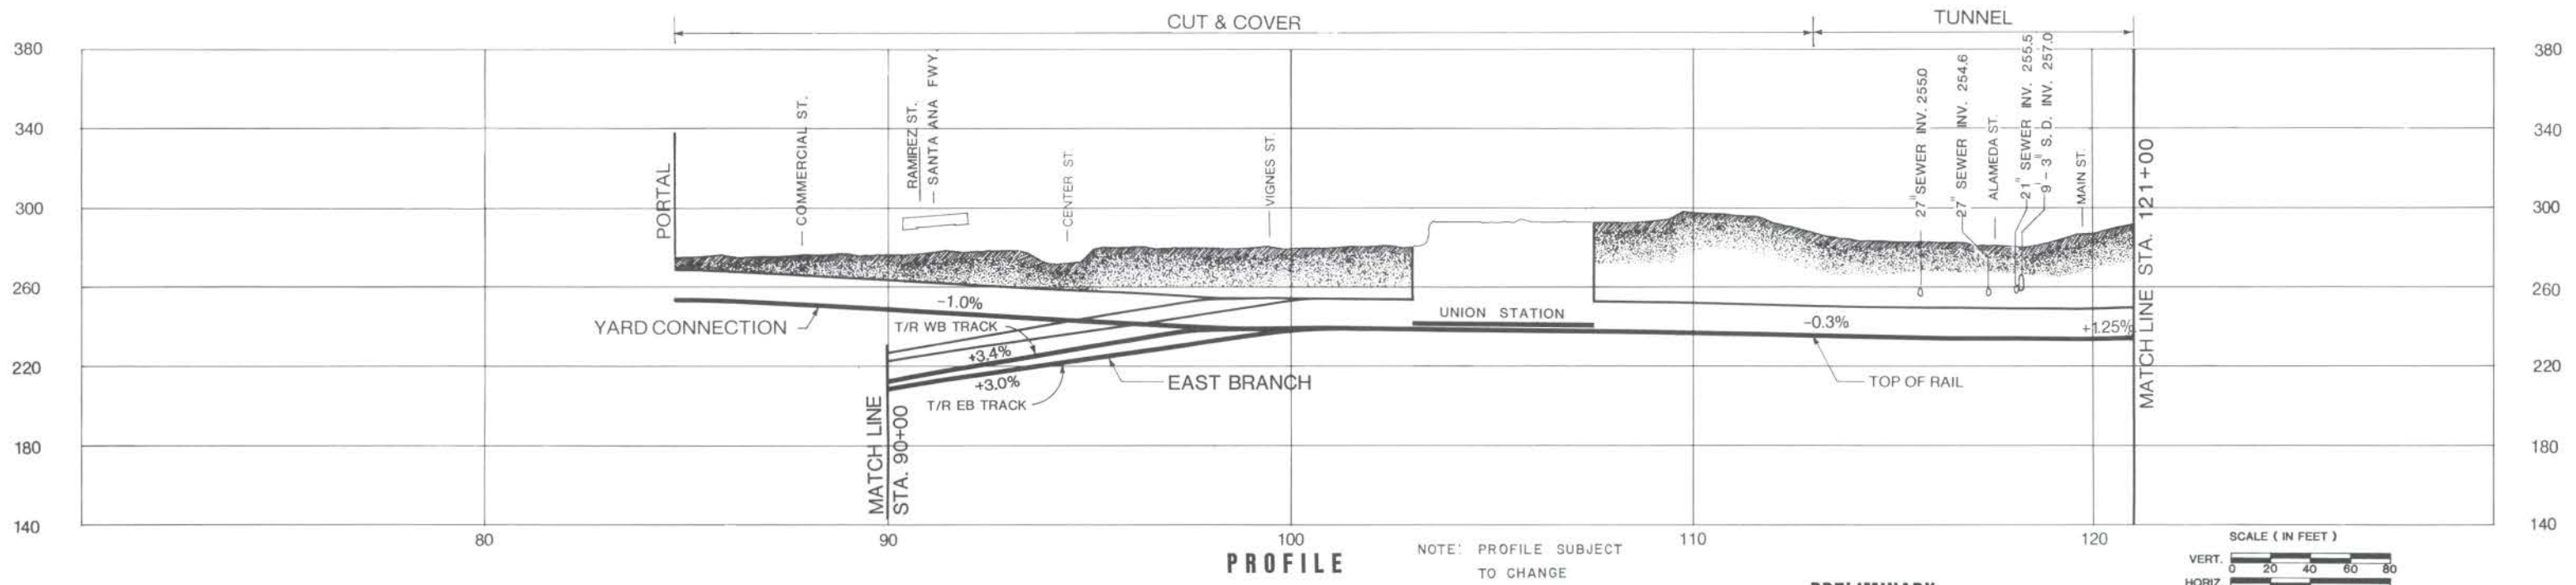 CUT & COVER
TUNNEL
380
380
340
340
300
300
260
260
220
220
180
180
140
140
PORTAL
COMMERCIAL ST.
RAMIREZ ST.
SANTA ANA FWY.
CENTER ST.
VIGNES ST.
27" SEWER INV. 255.0
27" SEWER INV. 254.6
ALAMEDA ST.
21" SEWER INV. 255.5
9'-3" S.D. INV. 257.0
MAIN ST.
MATCH LINE STA. 121+00
YARD CONNECTION
-1.0%
T/R WB TRACK
+3.4%
+3.0%
T/R EB TRACK
EAST BRANCH
UNION STATION
-0.3%
+1.25%
TOP OF RAIL
MATCH LINE
STA. 90+00
80
90
100
110
120
PROFILE
NOTE: PROFILE SUBJECT
TO CHANGE
PRELIMINARY
SCALE ( IN FEET )
VERT.
0 20 40 60 80
HORIZ.